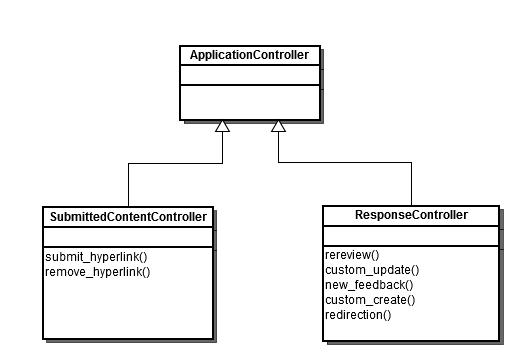 ApplicationController
SubmittedContentController
submit_hyperlink()
remove_hyperlink()
ResponseController
rereview()
custom_update()
new_feedback()
custom_create()
redirection()